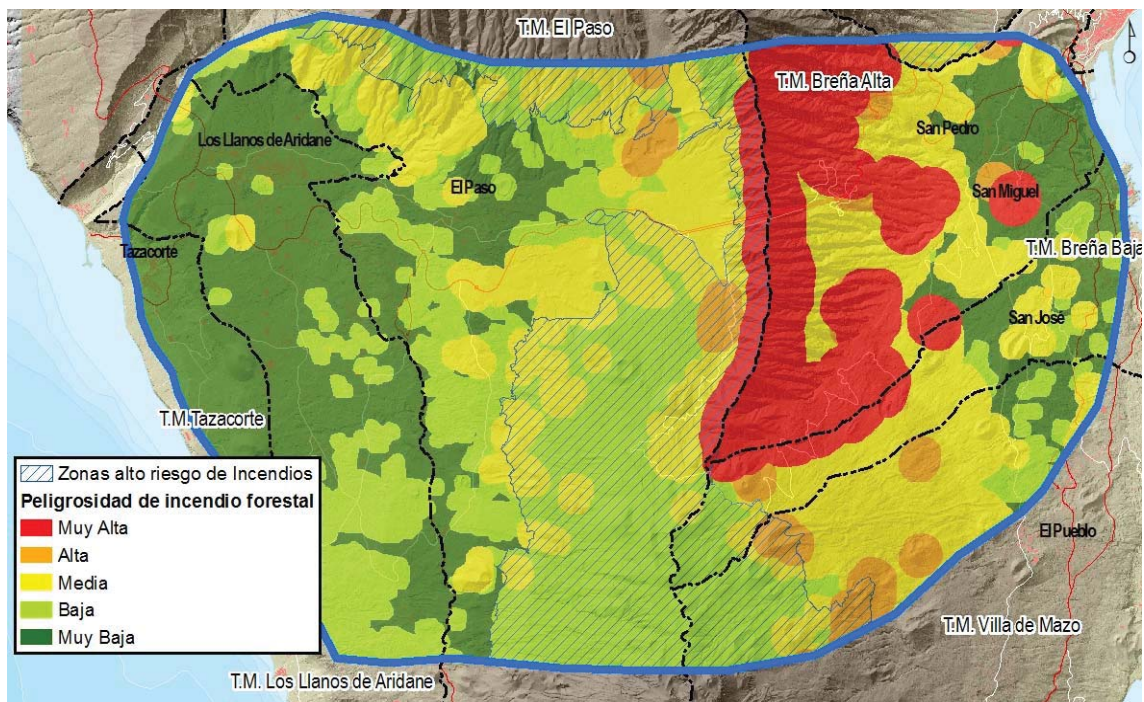 T.M. El Paso
T.M. Breña Alta
San Pedro
Los Llanos de Aridane
El Paso
San Miguel
Tazacorte
T.M. Breña Baja
San José
T.M. Tazacorte
Zonas alto riesgo de Incendios
Peligrosidad de incendio forestal
Muy Alta
Alta
Media
Baja
Muy Baja
El Pueblo
T.M. Villa de Mazo
T.M. Los Llanos de Aridane